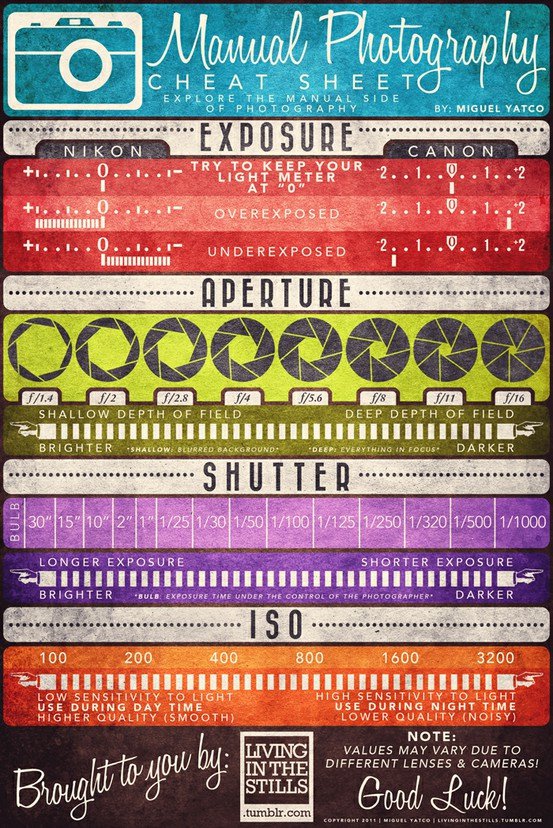 Manual Photography
CHEAT SHEET
EXPLORE THE MANUAL SIDE
OF PHOTOGRAPHY
BY: MIGUEL YATCO
EXPOSURE
NIKON CANON
TRY TO KEEP YOUR
LIGHT METER
AT "0"
+ 0 − 2 . . 1 . . 0 . . 1 . . +2
OVEREXPOSED
+ 0 − 2 . . 1 . . 0 . . 1 . . +2
UNDEREXPOSED
+ 0 − 2 . . 1 . . 0 . . 1 . . +2
APERTURE
f/1.4 f/2 f/2.8 f/4 f/5.6 f/8 f/11 f/16
SHALLOW DEPTH OF FIELD DEEP DEPTH OF FIELD
BRIGHTER *SHALLOW: BLURRED BACKGROUND* *DEEP: EVERYTHING IN FOCUS* DARKER
SHUTTER
BULB 30" 15" 10" 2" 1" 1/25 1/30 1/50 1/100 1/125 1/250 1/320 1/500 1/1000
LONGER EXPOSURE SHORTER EXPOSURE
BRIGHTER *BULB: EXPOSURE TIME UNDER THE CONTROL OF THE PHOTOGRAPHER* DARKER
ISO
100 200 400 800 1600 3200
LOW SENSITIVITY TO LIGHT HIGH SENSITIVITY TO LIGHT
USE DURING DAY TIME USE DURING NIGHT TIME
HIGHER QUALITY (SMOOTH) LOWER QUALITY (NOISY)
Brought to you by:
LIVING
IN THE
STILLS
.tumblr.com
NOTE:
VALUES MAY VARY DUE TO
DIFFERENT LENSES & CAMERAS!
Good Luck!
COPYRIGHT 2011 | MIGUEL YATCO | LIVINGINTHESTILLS.TUMBLR.COM